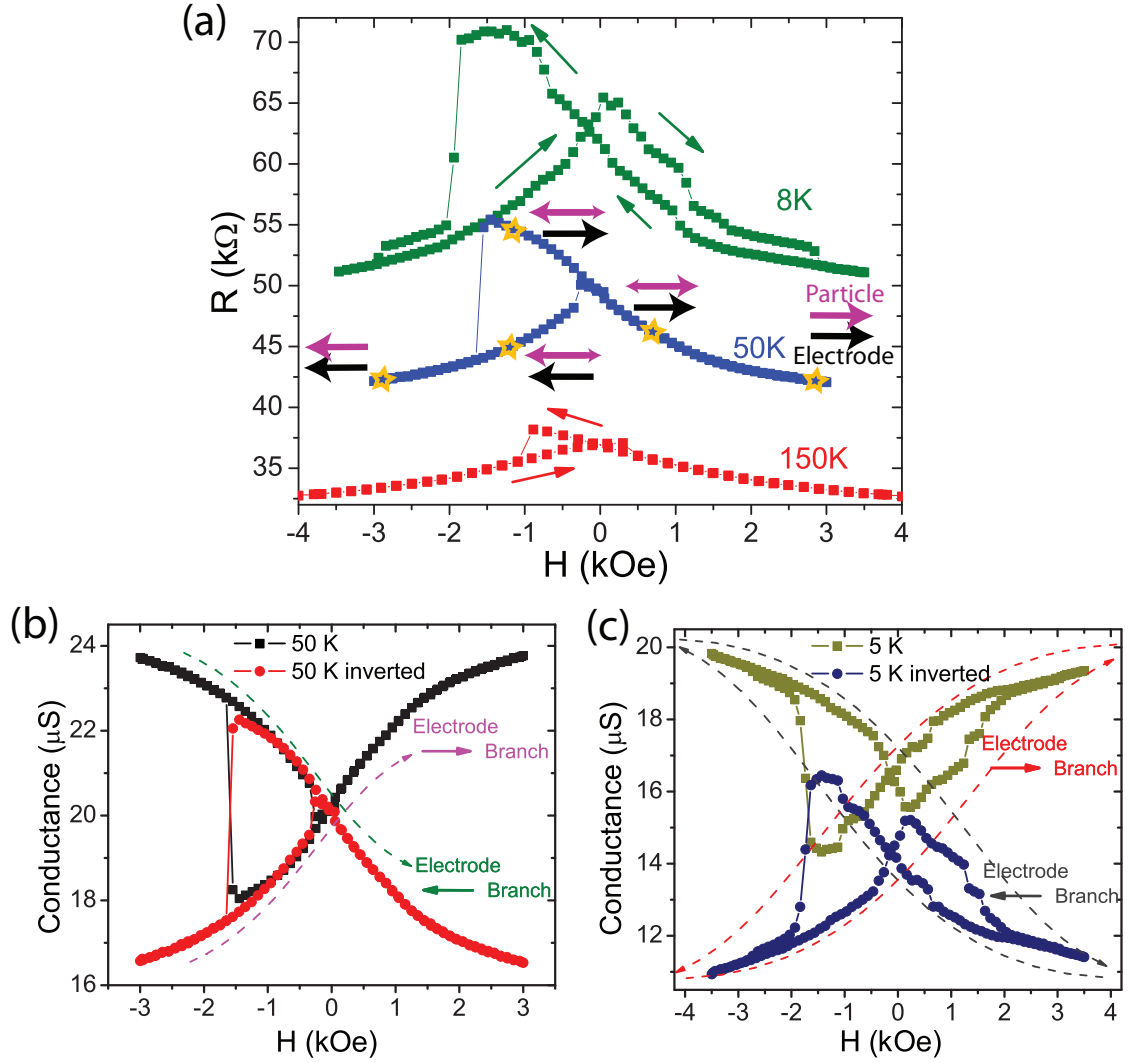 (a)
70
65
60
55
50
45
40
35
R (kΩ)
8K
50K
150K
Particle
Electrode
-4 -3 -2 -1 0 1 2 3 4
H (kOe)
(b)
24
22
20
18
16
Conductance (μS)
50 K
50 K inverted
Electrode
Branch
Electrode
Branch
-3 -2 -1 0 1 2 3
H (kOe)
(c)
20
18
16
14
12
Conductance (μS)
5 K
5 K inverted
Electrode
Branch
Electrode
Branch
-4 -3 -2 -1 0 1 2 3 4
H (kOe)